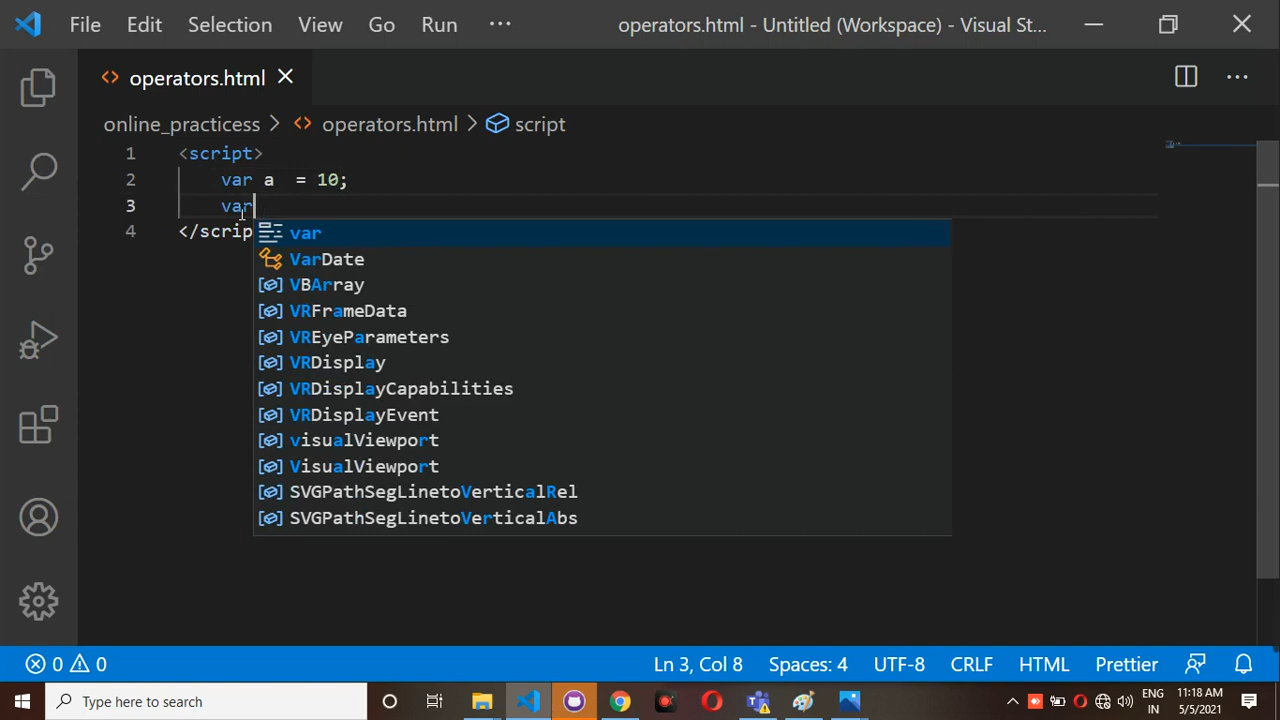 File Edit Selection View Go Run ··· operators.html - Untitled (Workspace) - Visual St...
operators.html
online_practicess > operators.html > script
1 <script>
2 var a  = 10;
3 var
4 </scrip
var
VarDate
VBArray
VRFrameData
VREyeParameters
VRDisplay
VRDisplayCapabilities
VRDisplayEvent
visualViewport
VisualViewport
SVGPathSegLinetoVerticalRel
SVGPathSegLinetoVerticalAbs
0 0 Ln 3, Col 8 Spaces: 4 UTF-8 CRLF HTML Prettier
Type here to search ENG 11:18 AM
IN 5/5/2021